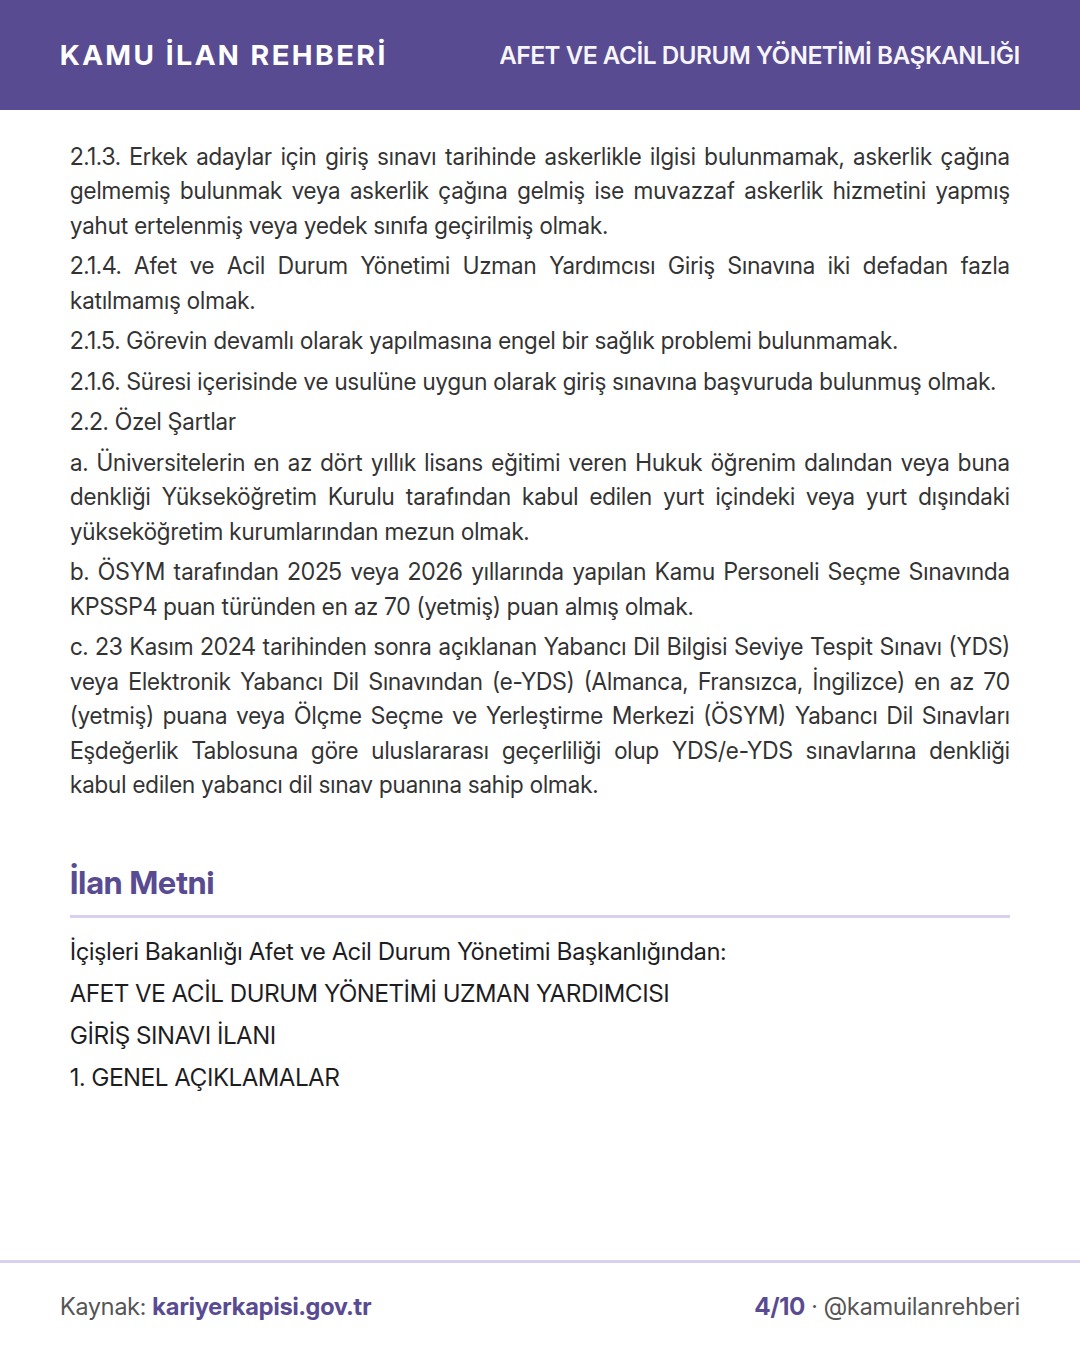 KAMU İLAN REHBERİ
AFET VE ACİL DURUM YÖNETİMİ BAŞKANLIĞI
2.1.3. Erkek adaylar için giriş sınavı tarihinde askerlikle ilgisi bulunmamak, askerlik çağına
gelmemiş bulunmak veya askerlik çağına gelmiş ise muvazzaf askerlik hizmetini yapmış
yahut ertelenmiş veya yedek sınıfa geçirilmiş olmak.
2.1.4. Afet ve Acil Durum Yönetimi Uzman Yardımcısı Giriş Sınavına iki defadan fazla
katılmamış olmak.
2.1.5. Görevin devamlı olarak yapılmasına engel bir sağlık problemi bulunmamak.
2.1.6. Süresi içerisinde ve usulüne uygun olarak giriş sınavına başvuruda bulunmuş olmak.
2.2. Özel Şartlar
a. Üniversitelerin en az dört yıllık lisans eğitimi veren Hukuk öğrenim dalından veya buna
denkliği Yükseköğretim Kurulu tarafından kabul edilen yurt içindeki veya yurt dışındaki
yükseköğretim kurumlarından mezun olmak.
b. ÖSYM tarafından 2025 veya 2026 yıllarında yapılan Kamu Personeli Seçme Sınavında
KPSSP4 puan türünden en az 70 (yetmiş) puan almış olmak.
c. 23 Kasım 2024 tarihinden sonra açıklanan Yabancı Dil Bilgisi Seviye Tespit Sınavı (YDS)
veya Elektronik Yabancı Dil Sınavından (e-YDS) (Almanca, Fransızca, İngilizce) en az 70
(yetmiş) puana veya Ölçme Seçme ve Yerleştirme Merkezi (ÖSYM) Yabancı Dil Sınavları
Eşdeğerlik Tablosuna göre uluslararası geçerliliği olup YDS/e-YDS sınavlarına denkliği
kabul edilen yabancı dil sınav puanına sahip olmak.
İlan Metni
İçişleri Bakanlığı Afet ve Acil Durum Yönetimi Başkanlığından:
AFET VE ACİL DURUM YÖNETİMİ UZMAN YARDIMCISI
GİRİŞ SINAVI İLANI
1. GENEL AÇIKLAMALAR
Kaynak: kariyerkapisi.gov.tr
4/10 · @kamuilanrehberi